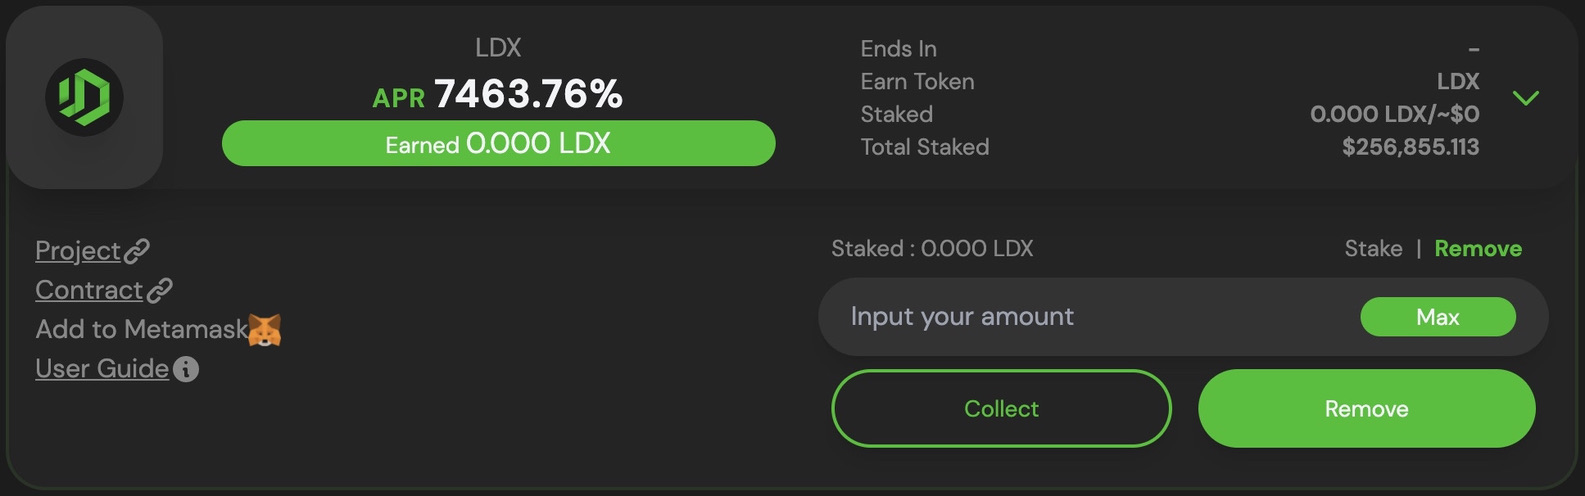 LDX
APR 7463.76%
Earned 0.000 LDX
Ends In –
Earn Token LDX
Staked 0.000 LDX/~$0
Total Staked $256,855.113
Project
Contract
Add to Metamask
User Guide
Staked : 0.000 LDX Stake | Remove
Input your amount Max
Collect Remove